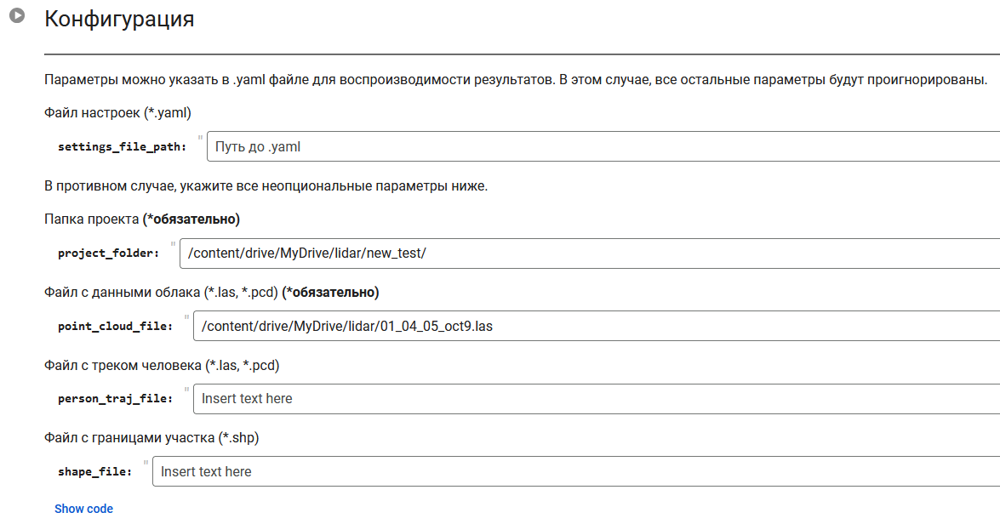 Конфигурация
Параметры можно указать в .yaml файле для воспроизводимости результатов. В этом случае, все остальные параметры будут проигнорированы.
Файл настроек (*.yaml)
settings_file_path: " Путь до .yaml
В противном случае, укажите все неопциональные параметры ниже.
Папка проекта (*обязательно)
project_folder: " /content/drive/MyDrive/lidar/new_test/
Файл с данными облака (*.las, *.pcd) (*обязательно)
point_cloud_file: " /content/drive/MyDrive/lidar/01_04_05_oct9.las
Файл с треком человека (*.las, *.pcd)
person_traj_file: " Insert text here
Файл с границами участка (*.shp)
shape_file: " Insert text here
Show code